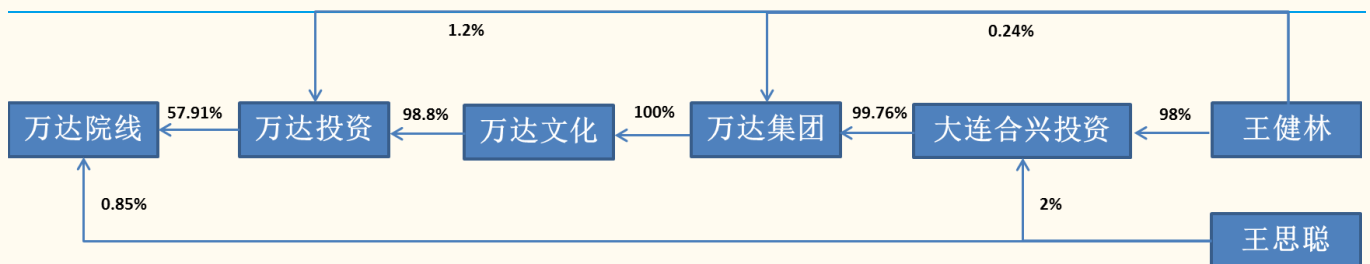 1.2%
0.24%
万达院线
57.91%
万达投资
98.8%
万达文化
100%
万达集团
99.76%
大连合兴投资
98%
王健林
0.85%
2%
王思聪